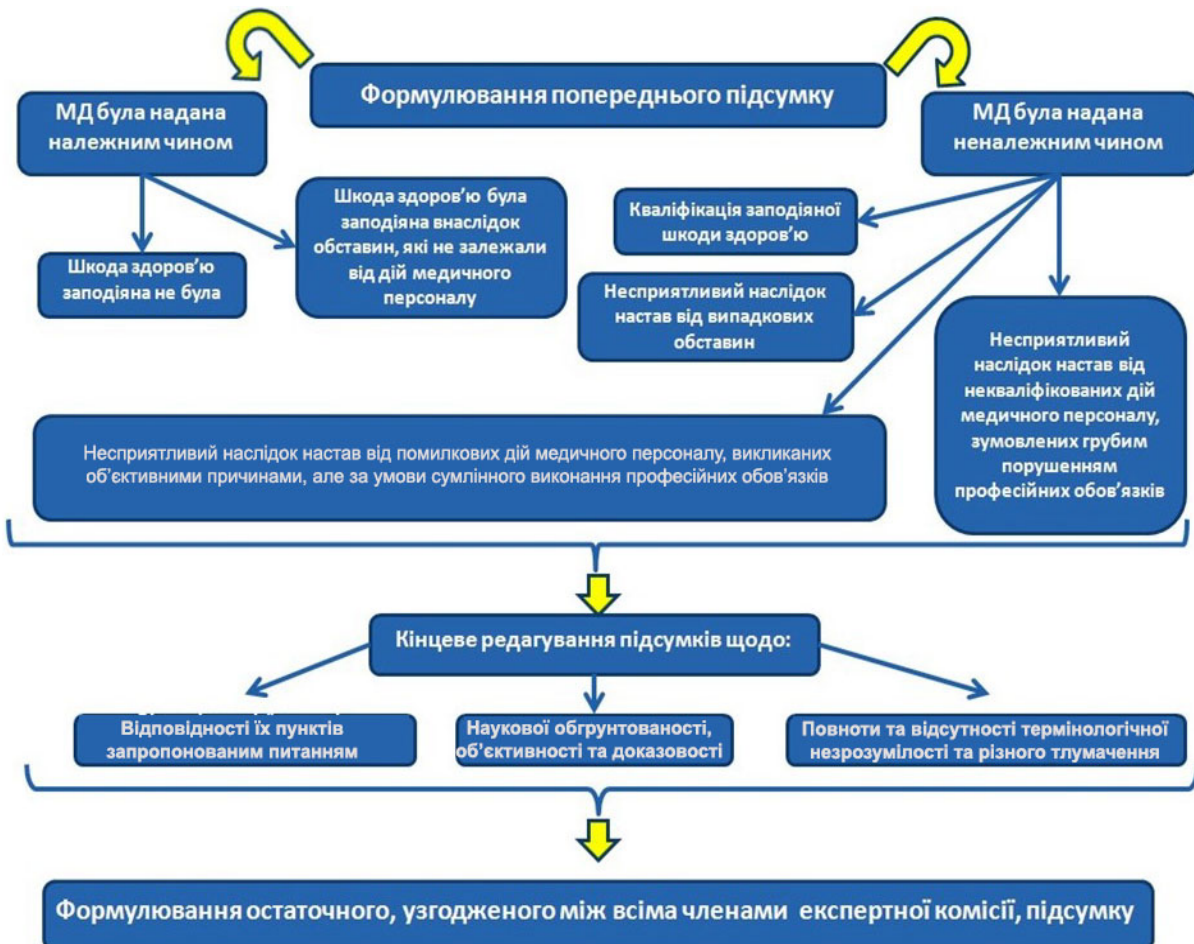 Формулювання попереднього підсумку
МД була надана
належним чином
МД була надана
неналежним чином
Шкода здоров’ю
заподіяна не була
Шкода здоров’ю була
заподіяна внаслідок
обставин, які не залежали
від дій медичного
персоналу
Кваліфікація заподіяної
шкоди здоров’ю
Несприятливий наслідок
настав від випадкових
обставин
Несприятливий наслідок настав від помилкових дій медичного персоналу, викликаних
об’єктивними причинами, але за умови сумлінного виконання професійних обов’язків
Несприятливий
наслідок настав від
некваліфікованих дій
медичного персоналу,
зумовлених грубим
порушенням
професійних обов’язків
Кінцеве редагування підсумків щодо:
Відповідності їх пунктів
запропонованим питанням
Наукової обгрунтованості,
об’єктивності та доказовості
Повноти та відсутності термінологічної
незрозумілості та різного тлумачення
Формулювання остаточного, узгодженого між всіма членами експертної комісії, підсумку